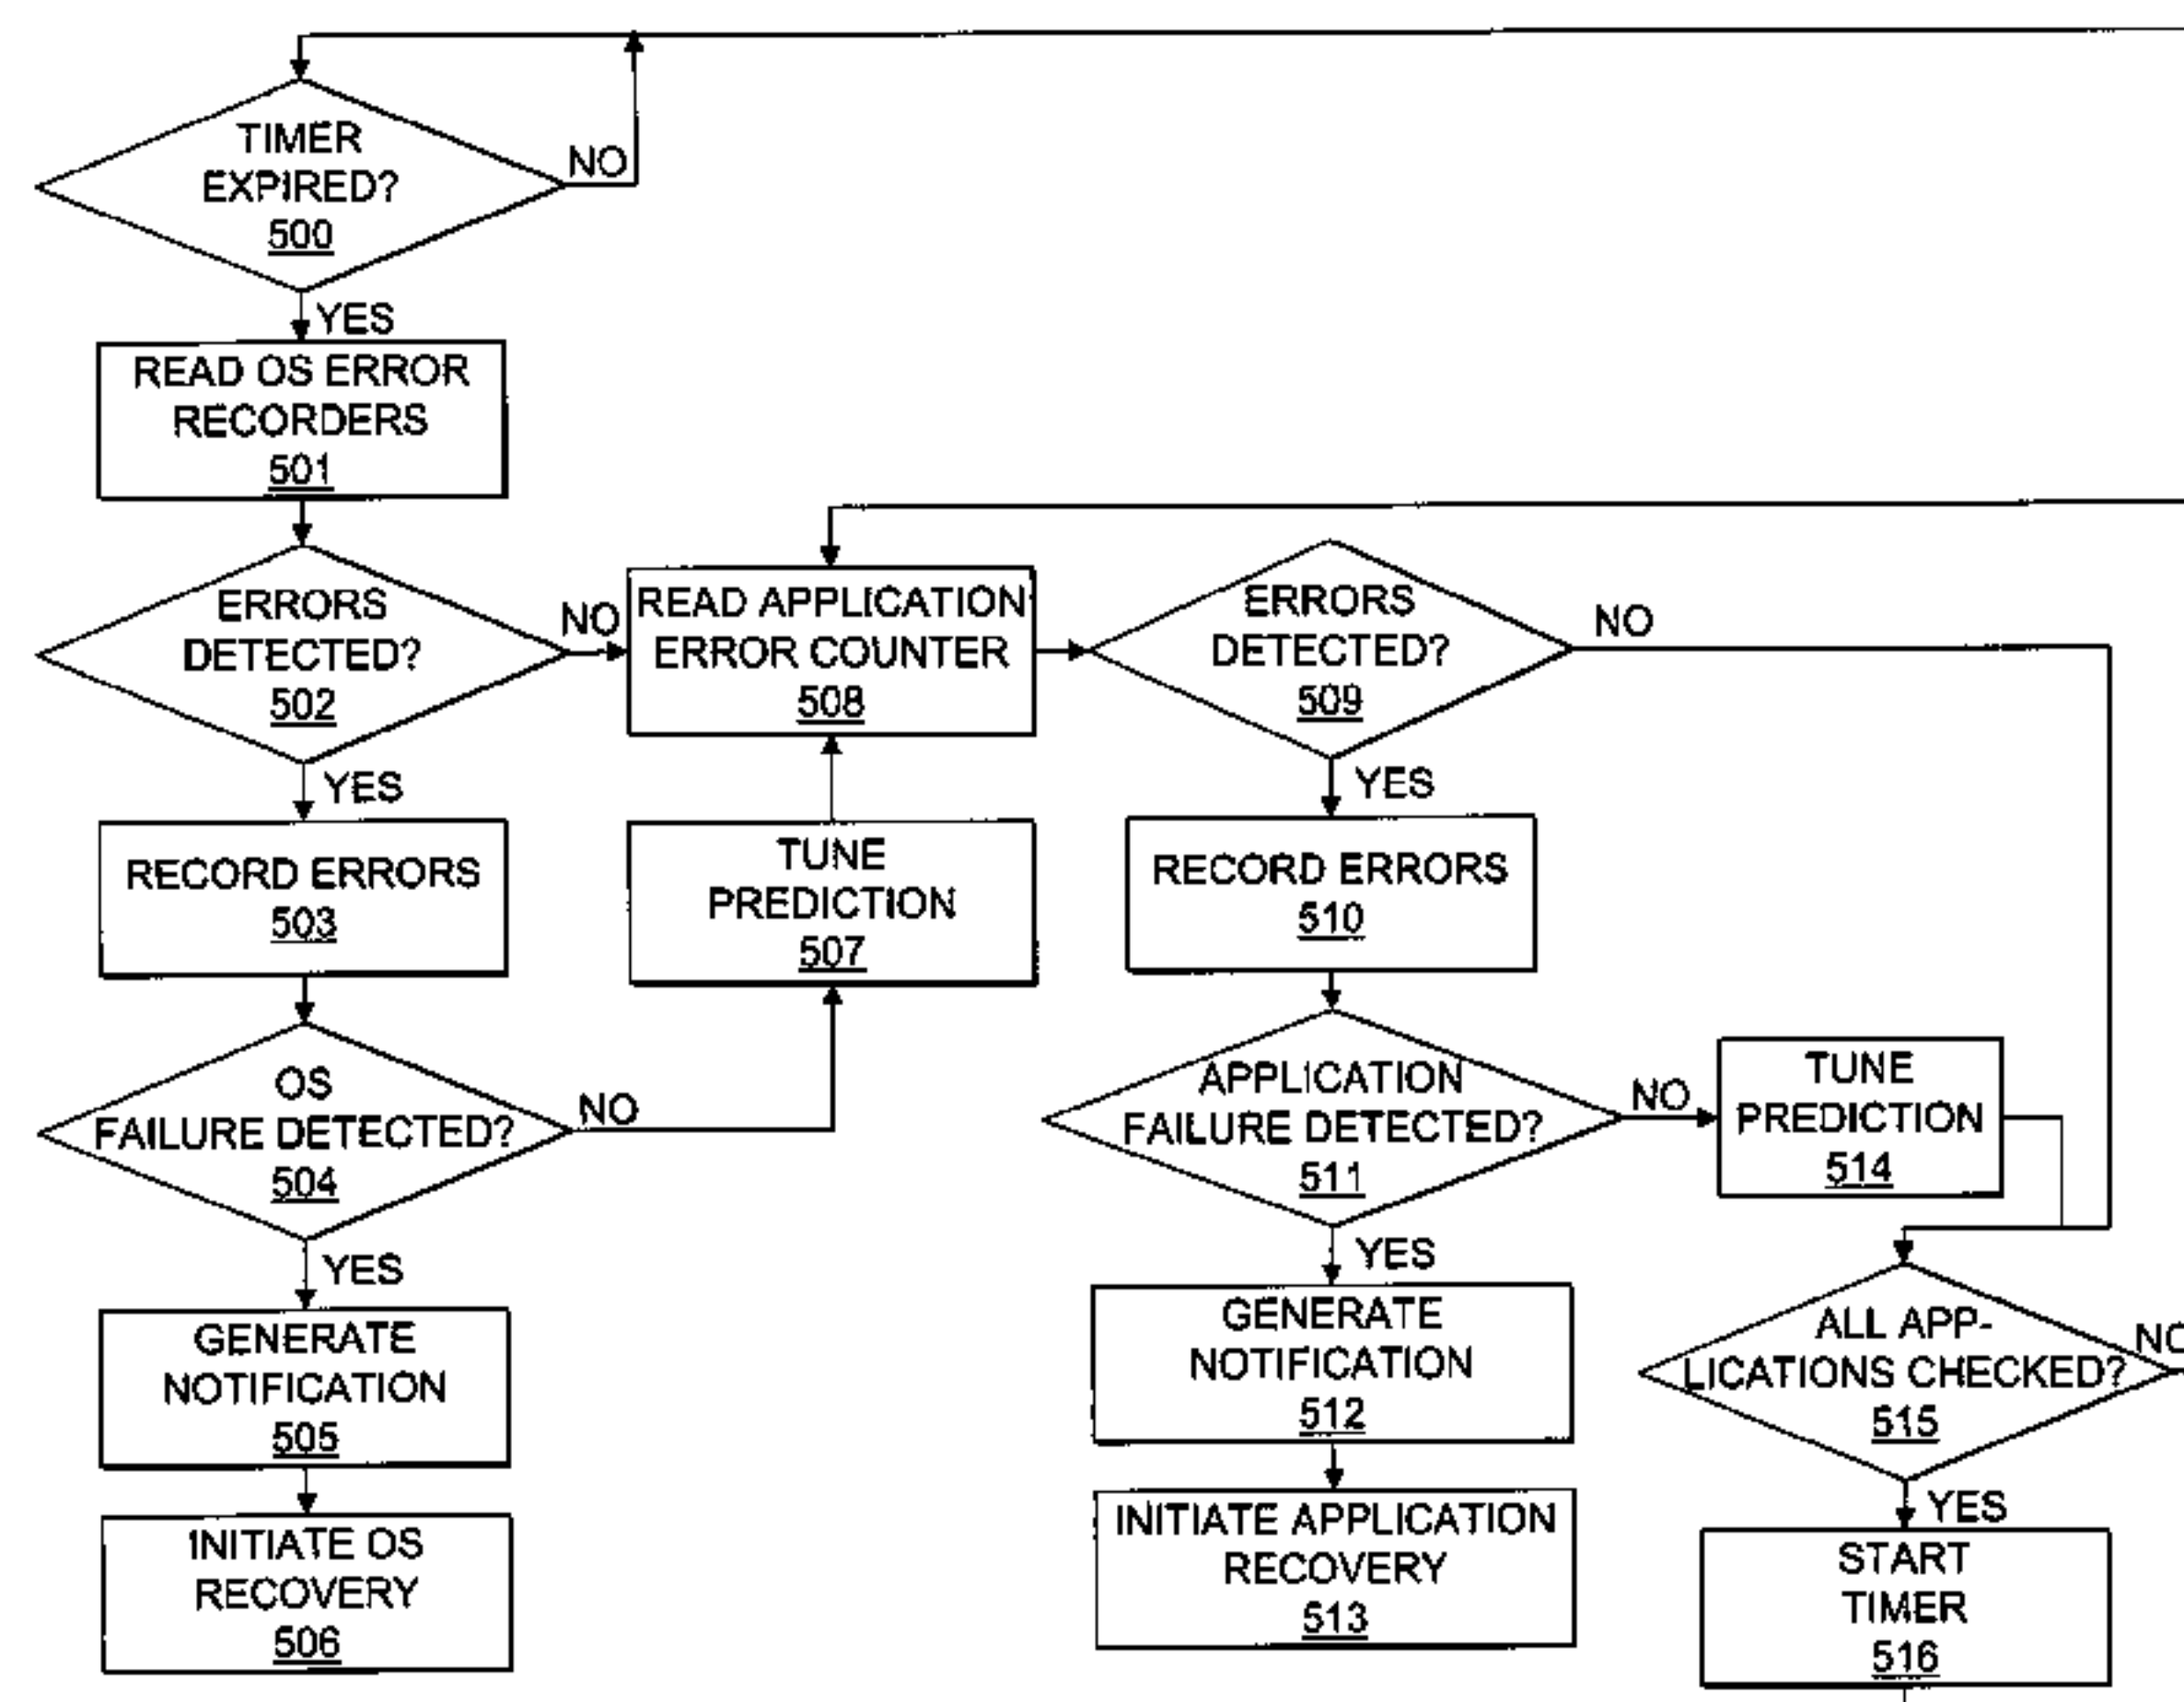 TIMER
EXPIRED?
500
NO
YES
READ OS ERROR
RECORDERS
501
ERRORS
DETECTED?
502
NO
YES
RECORD ERRORS
503
OS
FAILURE DETECTED?
504
NO
YES
GENERATE
NOTIFICATION
505
INITIATE OS
RECOVERY
506
TUNE
PREDICTION
507
READ APPLICATION
ERROR COUNTER
508
ERRORS
DETECTED?
509
NO
YES
RECORD ERRORS
510
APPLICATION
FAILURE DETECTED?
511
NO
YES
GENERATE
NOTIFICATION
512
INITIATE APPLICATION
RECOVERY
513
TUNE
PREDICTION
514
ALL APP-
LICATIONS CHECKED?
515
NO
YES
START
TIMER
516